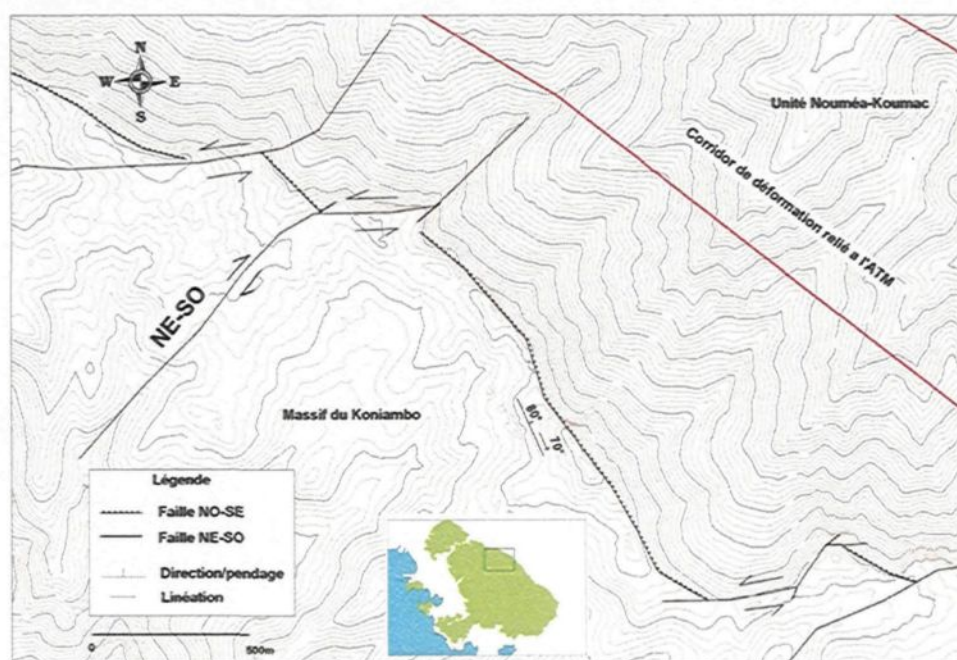 N
W E
S
Unité Nouméa-Koumac
Corridor de déformation relié a l'ATM
NE-SO
Massif du Koniambo
80°
70°
Légende
Faille NO-SE
Faille NE-SO
Direction/pendage
Linéation
0 500m